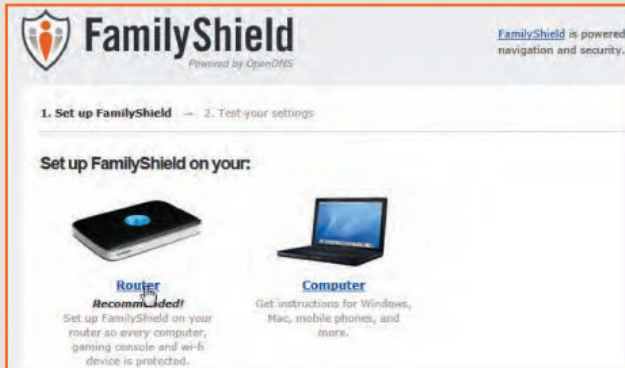 FamilyShield
Powered by OpenDNS
FamilyShield is powered
navigation and security.
1. Set up FamilyShield → 2. Test your settings
Set up FamilyShield on your:
Router
Recommended!
Set up FamilyShield on your
router so every computer,
gaming console and wi-fi
device is protected.
Computer
Get instructions for Windows,
Mac, mobile phones, and
more.